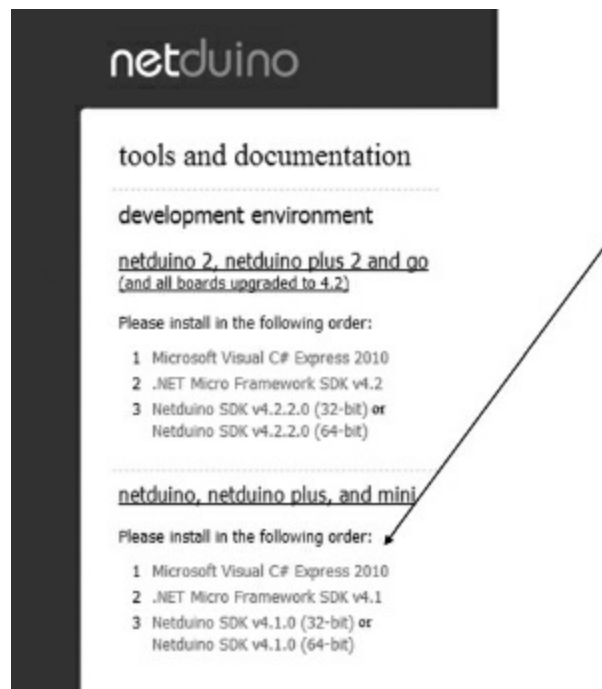 netduino
tools and documentation
development environment
netduino 2, netduino plus 2 and go
(and all boards upgraded to 4.2)
Please install in the following order:
1 Microsoft Visual C# Express 2010
2 .NET Micro Framework SDK v4.2
3 Netduino SDK v4.2.2.0 (32-bit) or
Netduino SDK v4.2.2.0 (64-bit)
netduino, netduino plus, and mini
Please install in the following order:
1 Microsoft Visual C# Express 2010
2 .NET Micro Framework SDK v4.1
3 Netduino SDK v4.1.0 (32-bit) or
Netduino SDK v4.1.0 (64-bit)